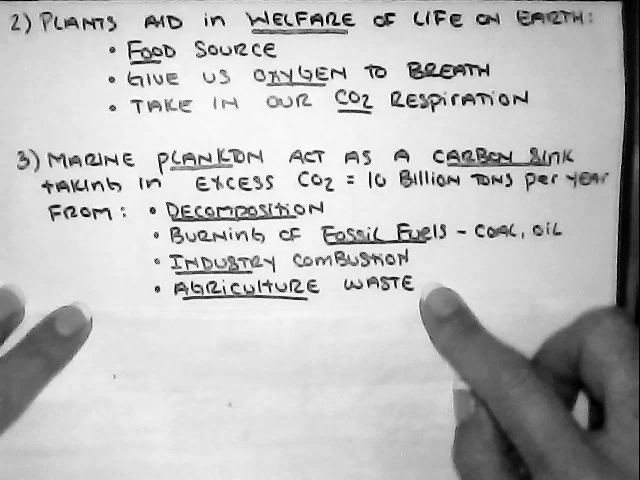 2) PLANTS AID in WELFARE OF LIFE ON EARTH:
• FOOD SOURCE
• GIVE US OXYGEN TO BREATH
• TAKE IN OUR CO2 RESPIRATION
3) MARINE PLANKTON ACT AS A CARBON SINK
TAKING IN EXCESS CO2 = 10 BILLION TONS PER YEAR
FROM: • DECOMPOSITION
• BURNING OF FOSSIL FUELS - COAL, OIL
• INDUSTRY COMBUSTION
• AGRICULTURE WASTE